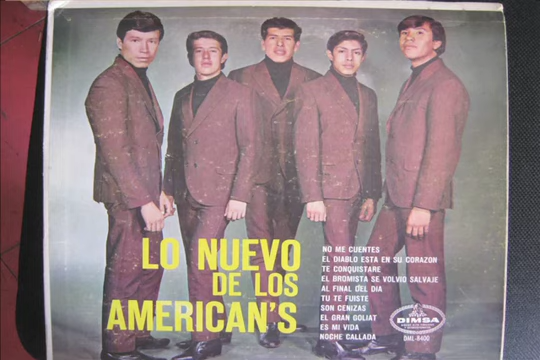 LO NUEVO
DE LOS
AMERICAN'S
NO ME CUENTES
EL DIABLO ESTA EN SU CORAZON
TE CONQUISTARE
EL BROMISTA SE VOLVIO SALVAJE
AL FINAL DEL DIA
TU TE FUISTE
SON CENIZAS
EL GRAN GOLIAT
ES MI VIDA
NOCHE CALLADA
DIMSA
DML-8400